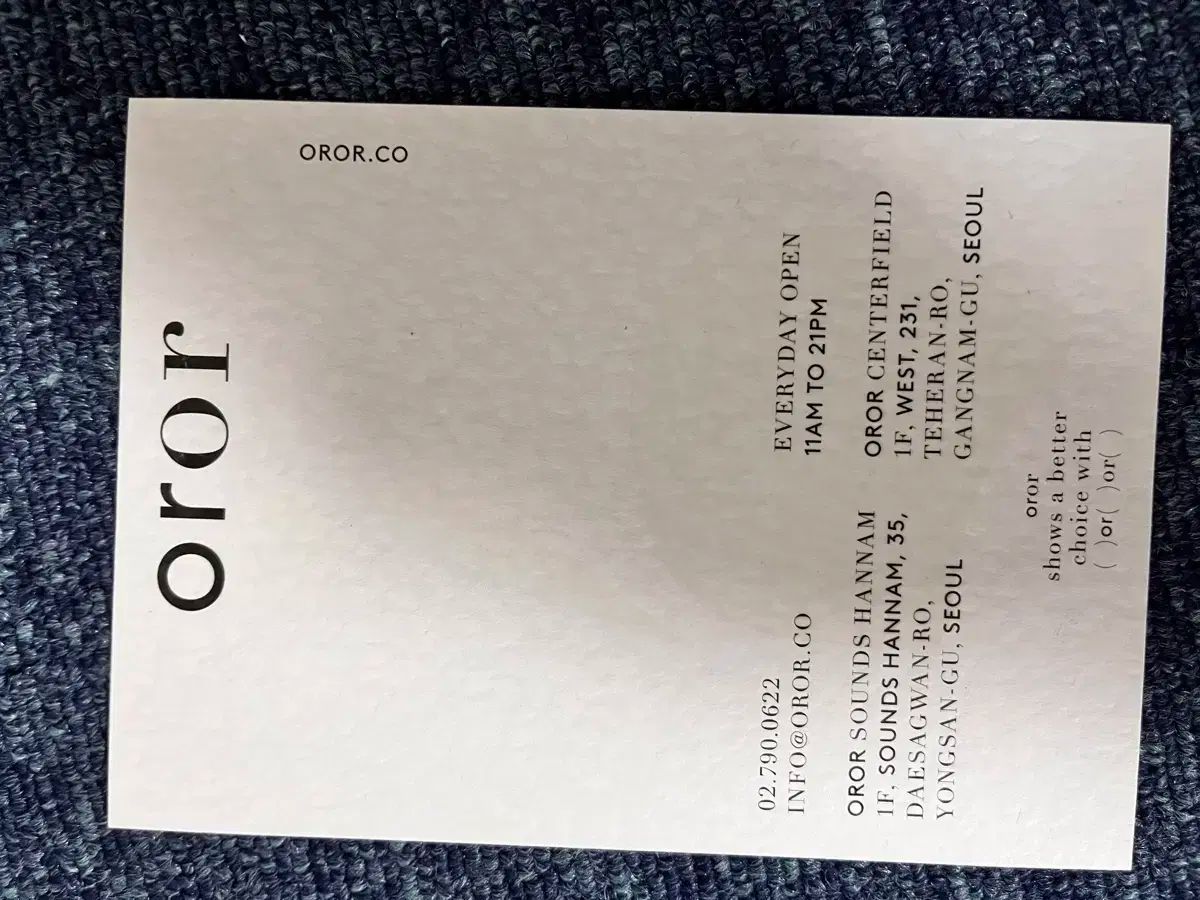 oror
OROR.CO
02.790.0622
INFO@OROR.CO
EVERYDAY OPEN
11AM TO 21PM
OROR SOUNDS HANNAM
1F, SOUNDS HANNAM, 35,
DAESAGWAN-RO,
YONGSAN-GU, SEOUL
OROR CENTERFIELD
1F, WEST, 231,
TEHERAN-RO,
GANGNAM-GU, SEOUL
oror
shows a better
choice with
( )or( )or( )